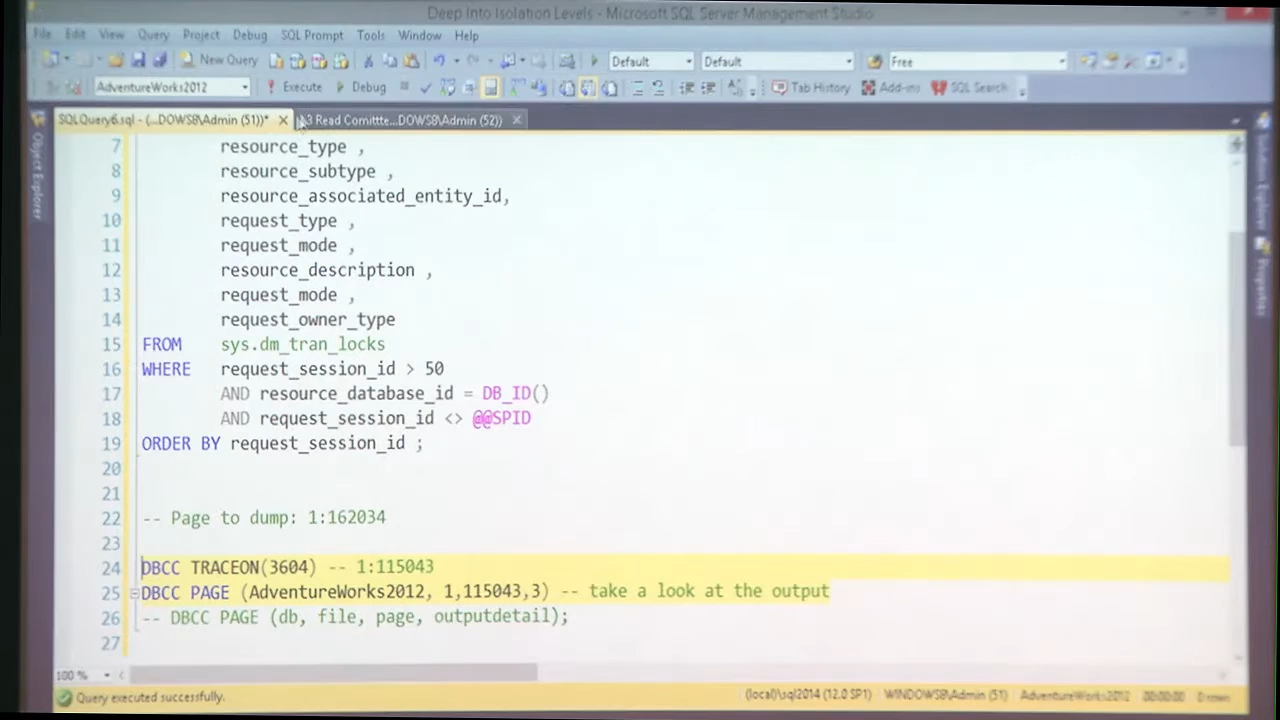 Deep Into Isolation Levels - Microsoft SQL Server Management Studio
File Edit View Query Project Debug SQL Prompt Tools Window Help
New Query Default Default Free
AdventureWorks2012 Execute Debug Tab History Add-ins SQL Search
SQLQuery6.sql - (...DOWS8\Admin (51))* 3 Read Comittte...DOWS8\Admin (52))
Object Explorer
Solution Explorer
Properties
7 resource_type ,
8 resource_subtype ,
9 resource_associated_entity_id,
10 request_type ,
11 request_mode ,
12 resource_description ,
13 request_mode ,
14 request_owner_type
15 FROM sys.dm_tran_locks
16 WHERE request_session_id > 50
17 AND resource_database_id = DB_ID()
18 AND request_session_id <> @@SPID
19 ORDER BY request_session_id ;
20
21
22 -- Page to dump: 1:162034
23
24 DBCC TRACEON(3604) -- 1:115043
25 DBCC PAGE (AdventureWorks2012, 1,115043,3) -- take a look at the output
26 -- DBCC PAGE (db, file, page, outputdetail);
27
100 %
Query executed successfully. (local)\sql2014 (12.0 SP1) WINDOWS8\Admin (51) AdventureWorks2012 00:00:00 0 rows